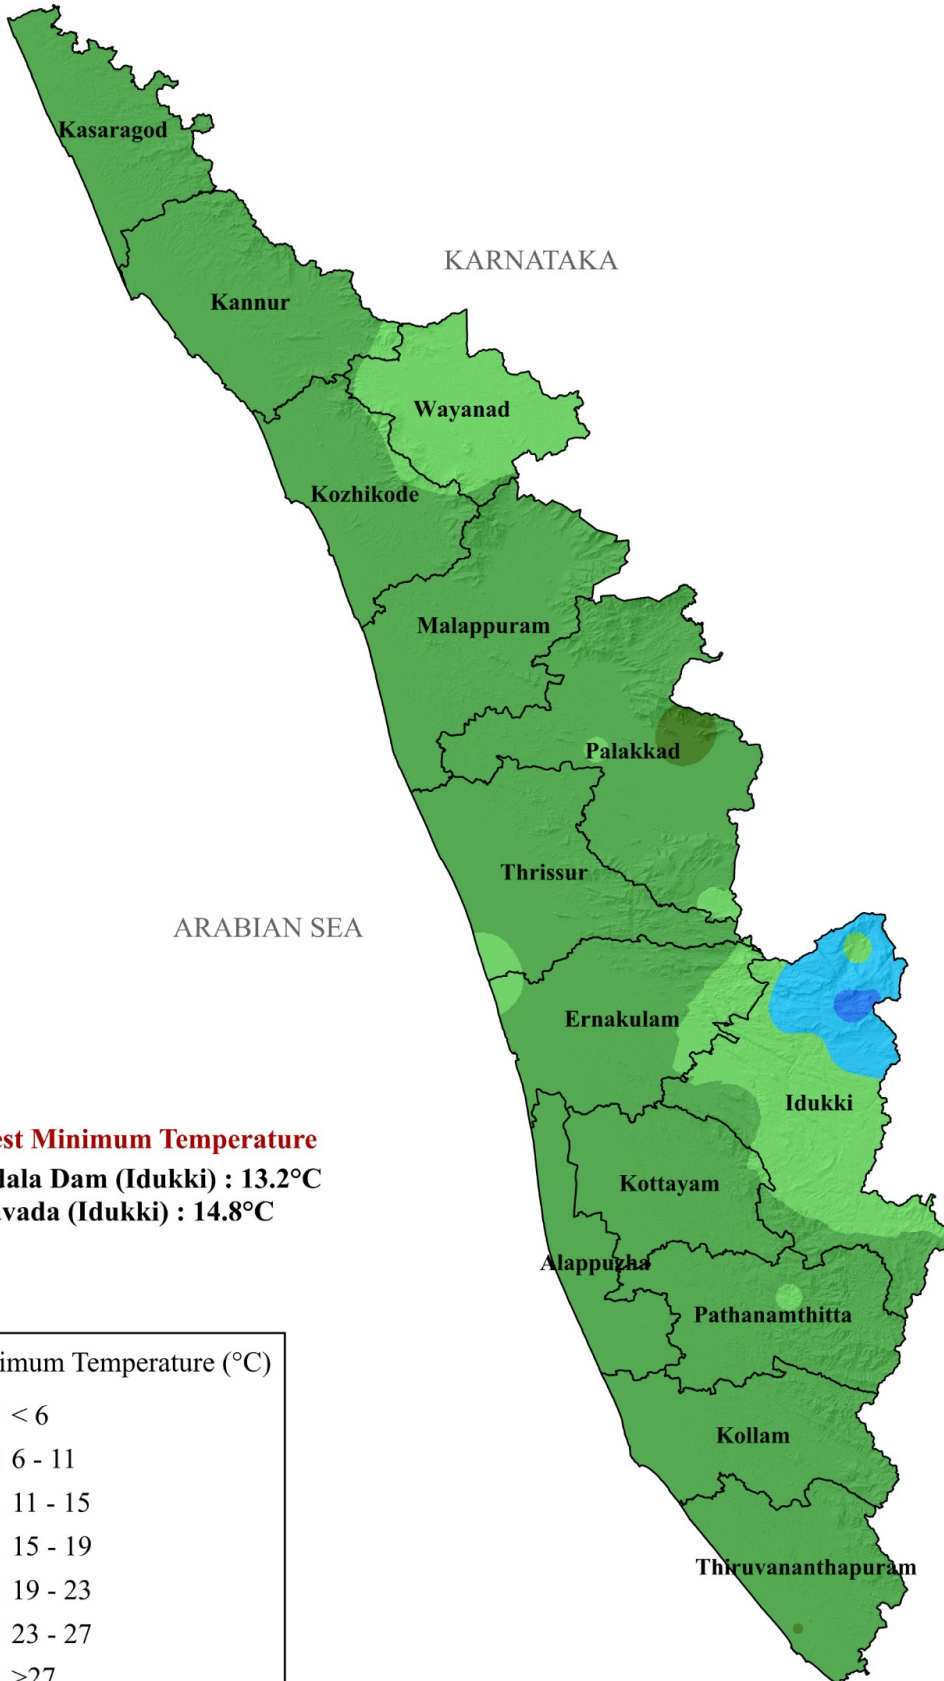 Kasaragod
KARNATAKA
Kannur
Wayanad
Kozhikode
Malappuram
Palakkad
Thrissur
ARABIAN SEA
Ernakulam
Idukki
est Minimum Temperature
lala Dam (Idukki) : 13.2°C
vada (Idukki) : 14.8°C
Kottayam
Alappuzha
Pathanamthitta
imum Temperature (°C)
< 6
6 - 11
11 - 15
15 - 19
19 - 23
23 - 27
>27
Kollam
Thiruvananthapuram